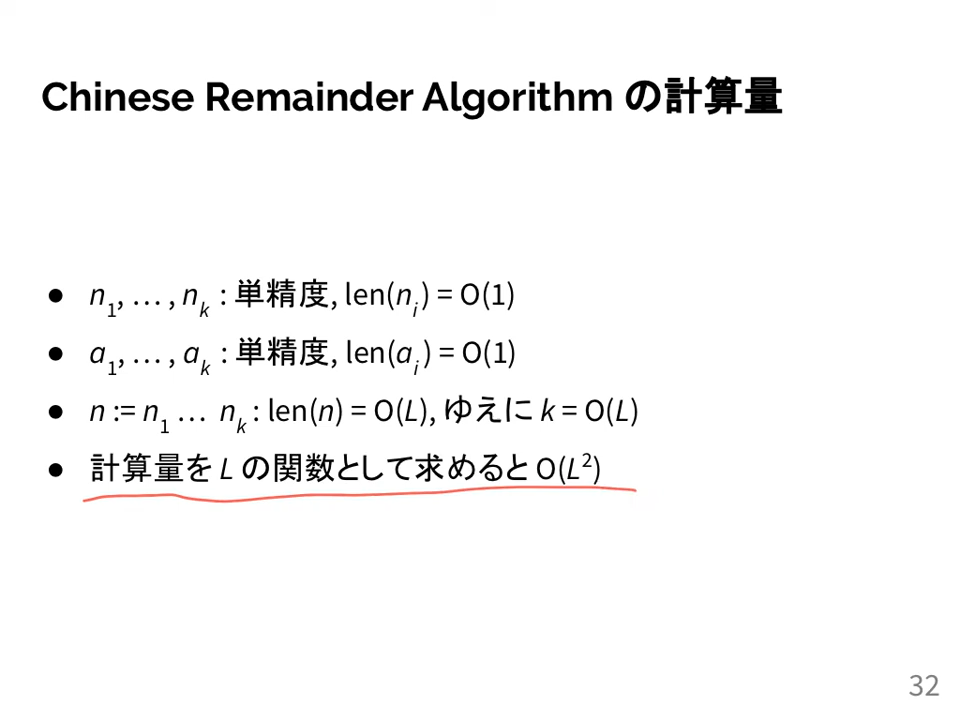 Chinese Remainder Algorithm の計算量
● n₁, … , nₖ : 単精度, len(nᵢ) = O(1)
● a₁, … , aₖ : 単精度, len(aᵢ) = O(1)
● n := n₁ … nₖ : len(n) = O(L), ゆえに k = O(L)
● 計算量を L の関数として求めると O(L²)
32